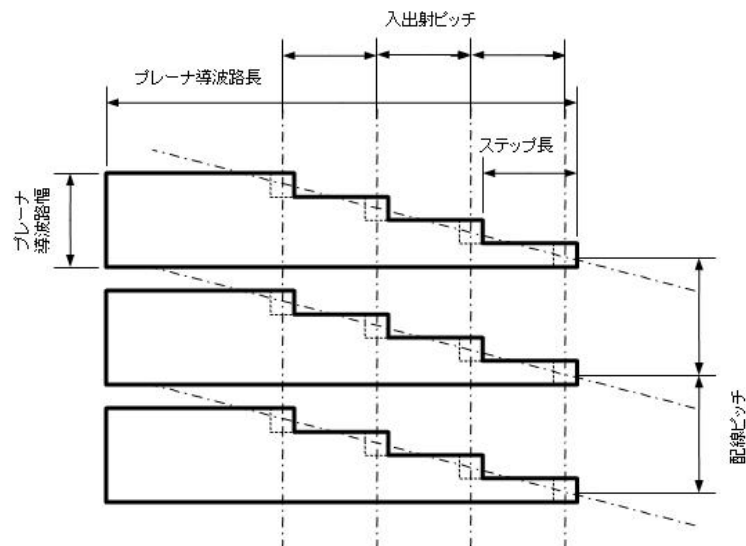 入出射ピッチ
プレーナ導波路長
ステップ長
プレーナ
導波路幅
配線ピッチ